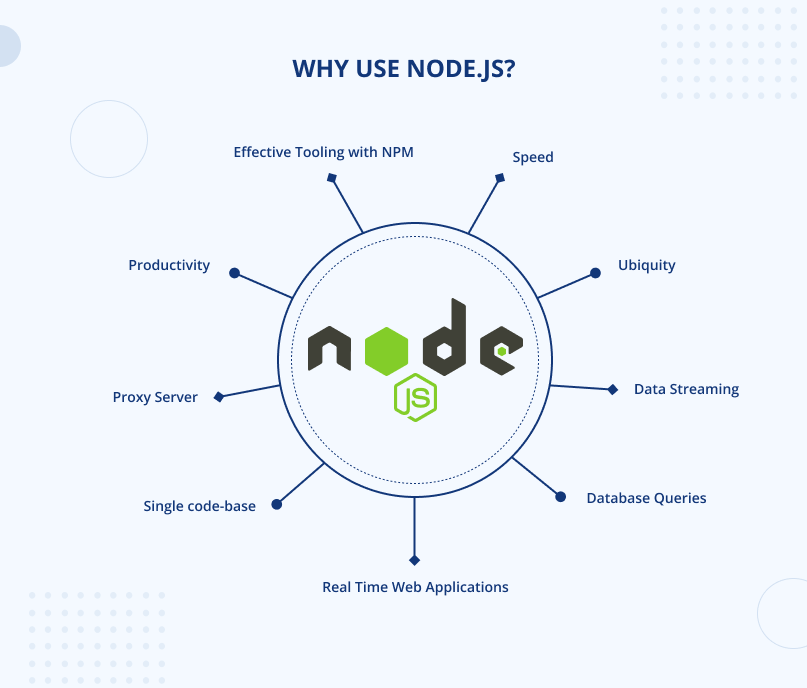 WHY USE NODE.JS?
Effective Tooling with NPM
Speed
Productivity
Ubiquity
node
JS
Proxy Server
Data Streaming
Single code-base
Database Queries
Real Time Web Applications